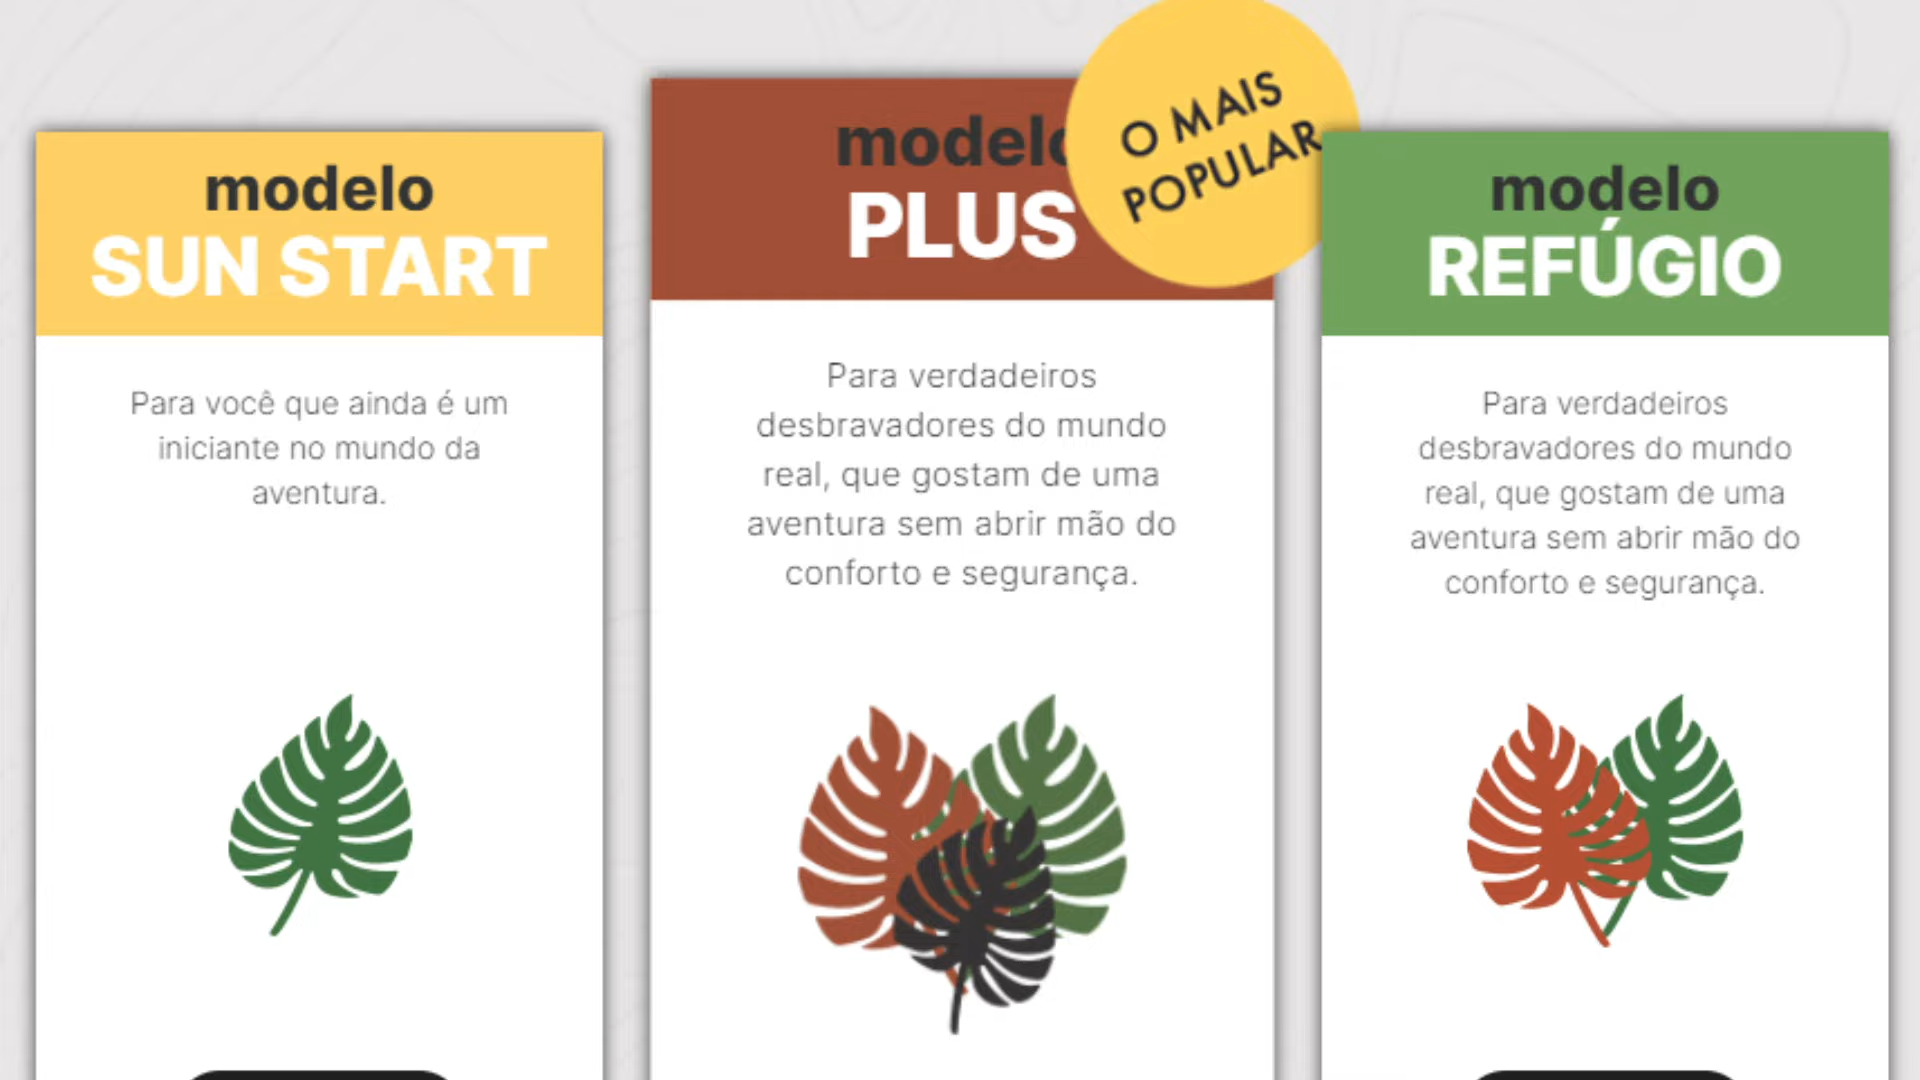 modelo
SUN START
Para você que ainda é um
iniciante no mundo da
aventura.
modelo
PLUS
O MAIS
POPULAR
Para verdadeiros
desbravadores do mundo
real, que gostam de uma
aventura sem abrir mão do
conforto e segurança.
modelo
REFÚGIO
Para verdadeiros
desbravadores do mundo
real, que gostam de uma
aventura sem abrir mão do
conforto e segurança.